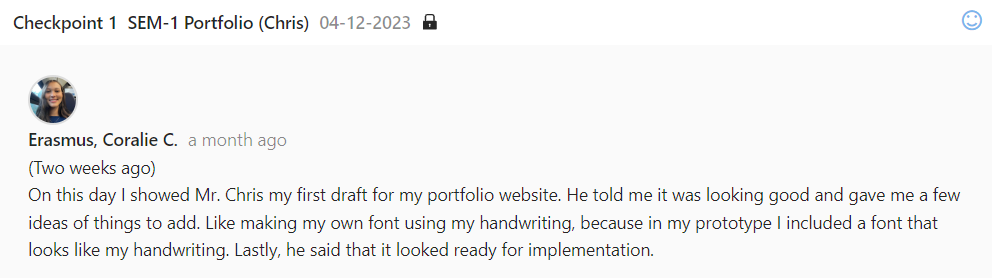 Checkpoint 1 SEM-1 Portfolio (Chris) 04-12-2023
Erasmus, Coralie C. a month ago
(Two weeks ago)
On this day I showed Mr. Chris my first draft for my portfolio website. He told me it was looking good and gave me a few
ideas of things to add. Like making my own font using my handwriting, because in my prototype I included a font that
looks like my handwriting. Lastly, he said that it looked ready for implementation.